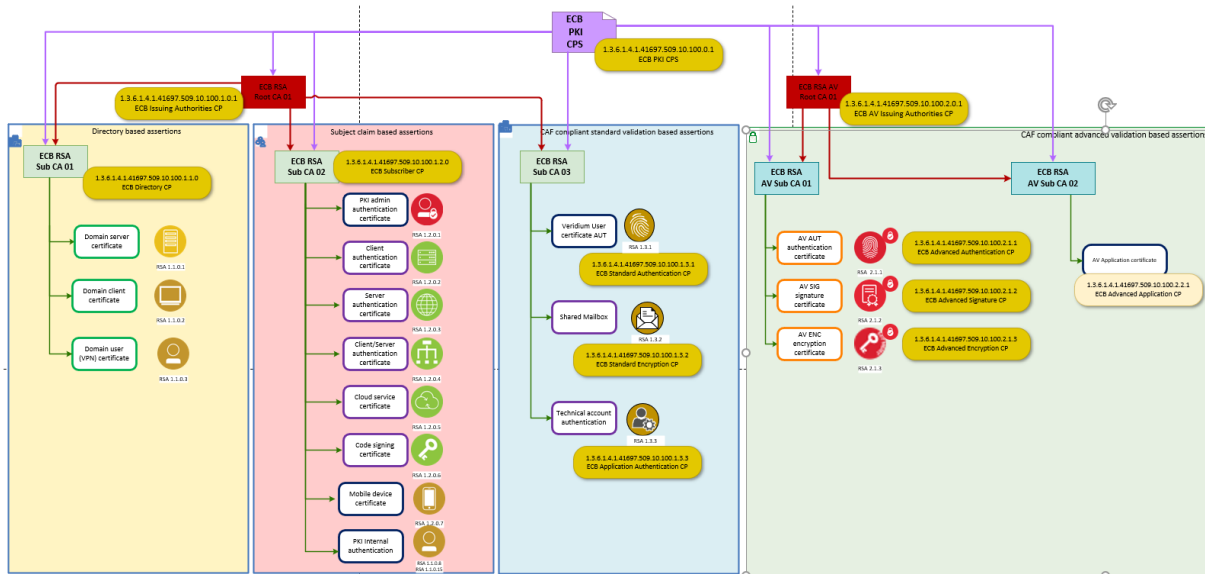 ECB
PKI
CPS
1.3.6.1.4.1.41697.509.10.100.0.1
ECB PKI CPS
ECB RSA
Root CA 01
1.3.6.1.4.1.41697.509.10.100.1.0.1
ECB Issuing Authorities CP
ECB RSA AV
Root CA 01
1.3.6.1.4.1.41697.509.10.100.2.0.1
ECB AV Issuing Authorities CP
Directory based assertions
ECB RSA
Sub CA 01
1.3.6.1.4.1.41697.509.10.100.1.1.0
ECB Directory CP
Domain server
certificate
RSA 1.1.0.1
Domain client
certificate
RSA 1.1.0.2
Domain user
(VPN) certificate
RSA 1.1.0.3
Subject claim based assertions
ECB RSA
Sub CA 02
1.3.6.1.4.1.41697.509.10.100.1.2.0
ECB Subscriber CP
PKI admin
authentication
certificate
RSA 1.2.0.1
Client
authentication
certificate
RSA 1.2.0.2
Server
authentication
certificate
RSA 1.2.0.3
Client/Server
authentication
certificate
RSA 1.2.0.4
Cloud service
certificate
RSA 1.2.0.5
Code signing
certificate
RSA 1.2.0.6
Mobile device
certificate
RSA 1.2.0.7
PKI Internal
authentication
RSA 1.1.0.8
RSA 1.1.0.15
CAF compliant standard validation based assertions
ECB RSA
Sub CA 03
Veridium User
certificate AUT
RSA 1.3.1
1.3.6.1.4.1.41697.509.10.100.1.3.1
ECB Standard Authentication CP
Shared Mailbox
RSA 1.3.2
1.3.6.1.4.1.41697.509.10.100.1.3.2
ECB Standard Encryption CP
Technical account
authentication
RSA 1.3.3
1.3.6.1.4.1.41697.509.10.100.1.3.3
ECB Application Authentication CP
CAF compliant advanced validation based assertions
ECB RSA
AV Sub CA 01
AV AUT
authentication
certificate
RSA 2.1.1
1.3.6.1.4.1.41697.509.10.100.2.1.1
ECB Advanced Authentication CP
AV SIG
signature
certificate
RSA 2.1.2
1.3.6.1.4.1.41697.509.10.100.2.1.2
ECB Advanced Signature CP
AV ENC
encryption
certificate
RSA 2.1.3
1.3.6.1.4.1.41697.509.10.100.2.1.3
ECB Advanced Encryption CP
ECB RSA
AV Sub CA 02
AV Application certificate
1.3.6.1.4.1.41697.509.10.100.2.2.1
ECB Advanced Application CP